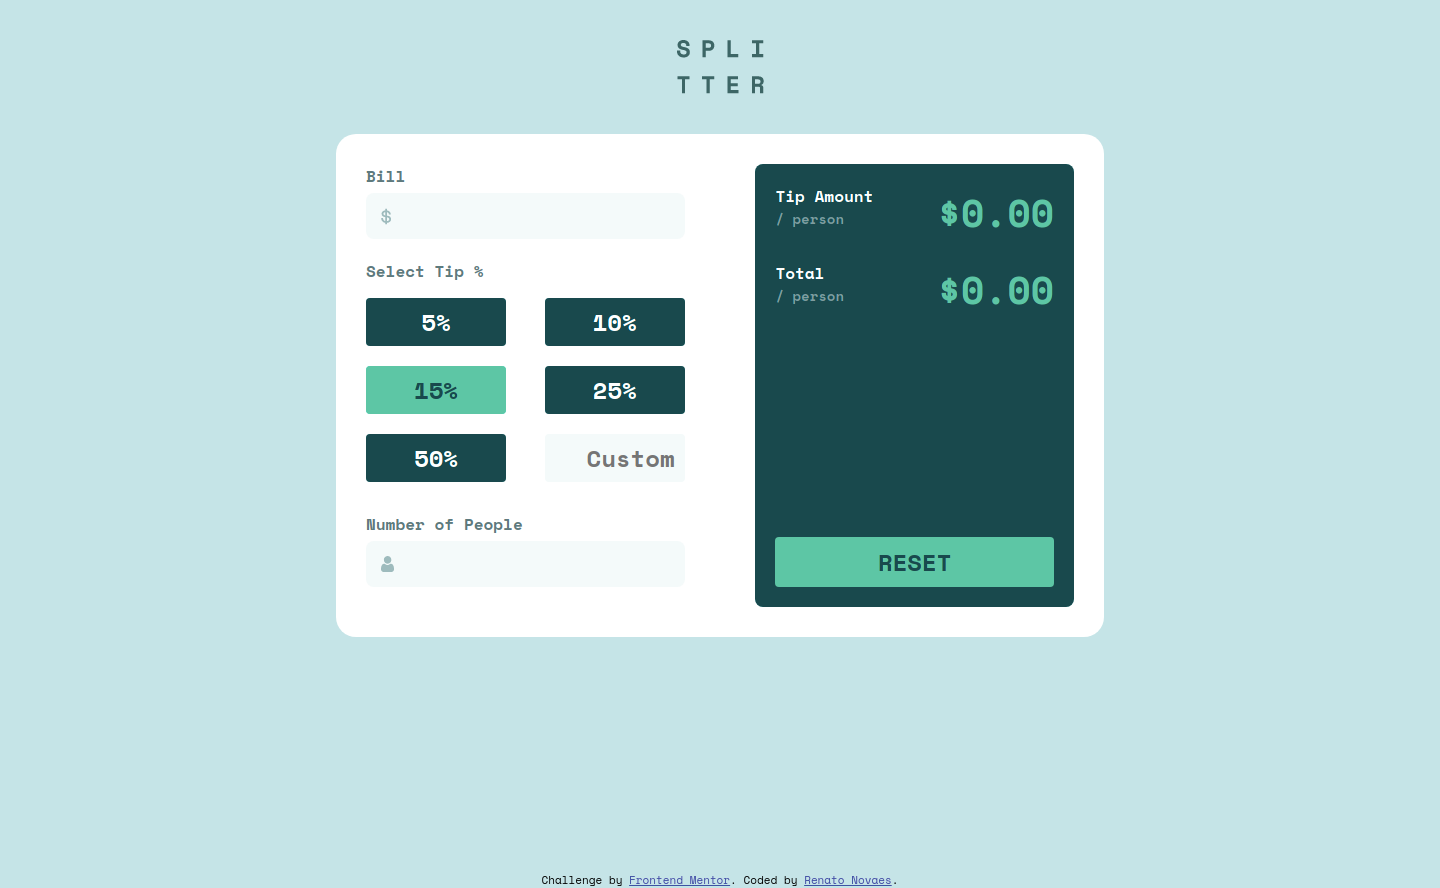 SPLI
TTER
Bill
$
Select Tip %
5%
10%
15%
25%
50%
Custom
Number of People
Tip Amount
/ person
$0.00
Total
/ person
$0.00
RESET
Challenge by Frontend Mentor. Coded by Renato Novaes.